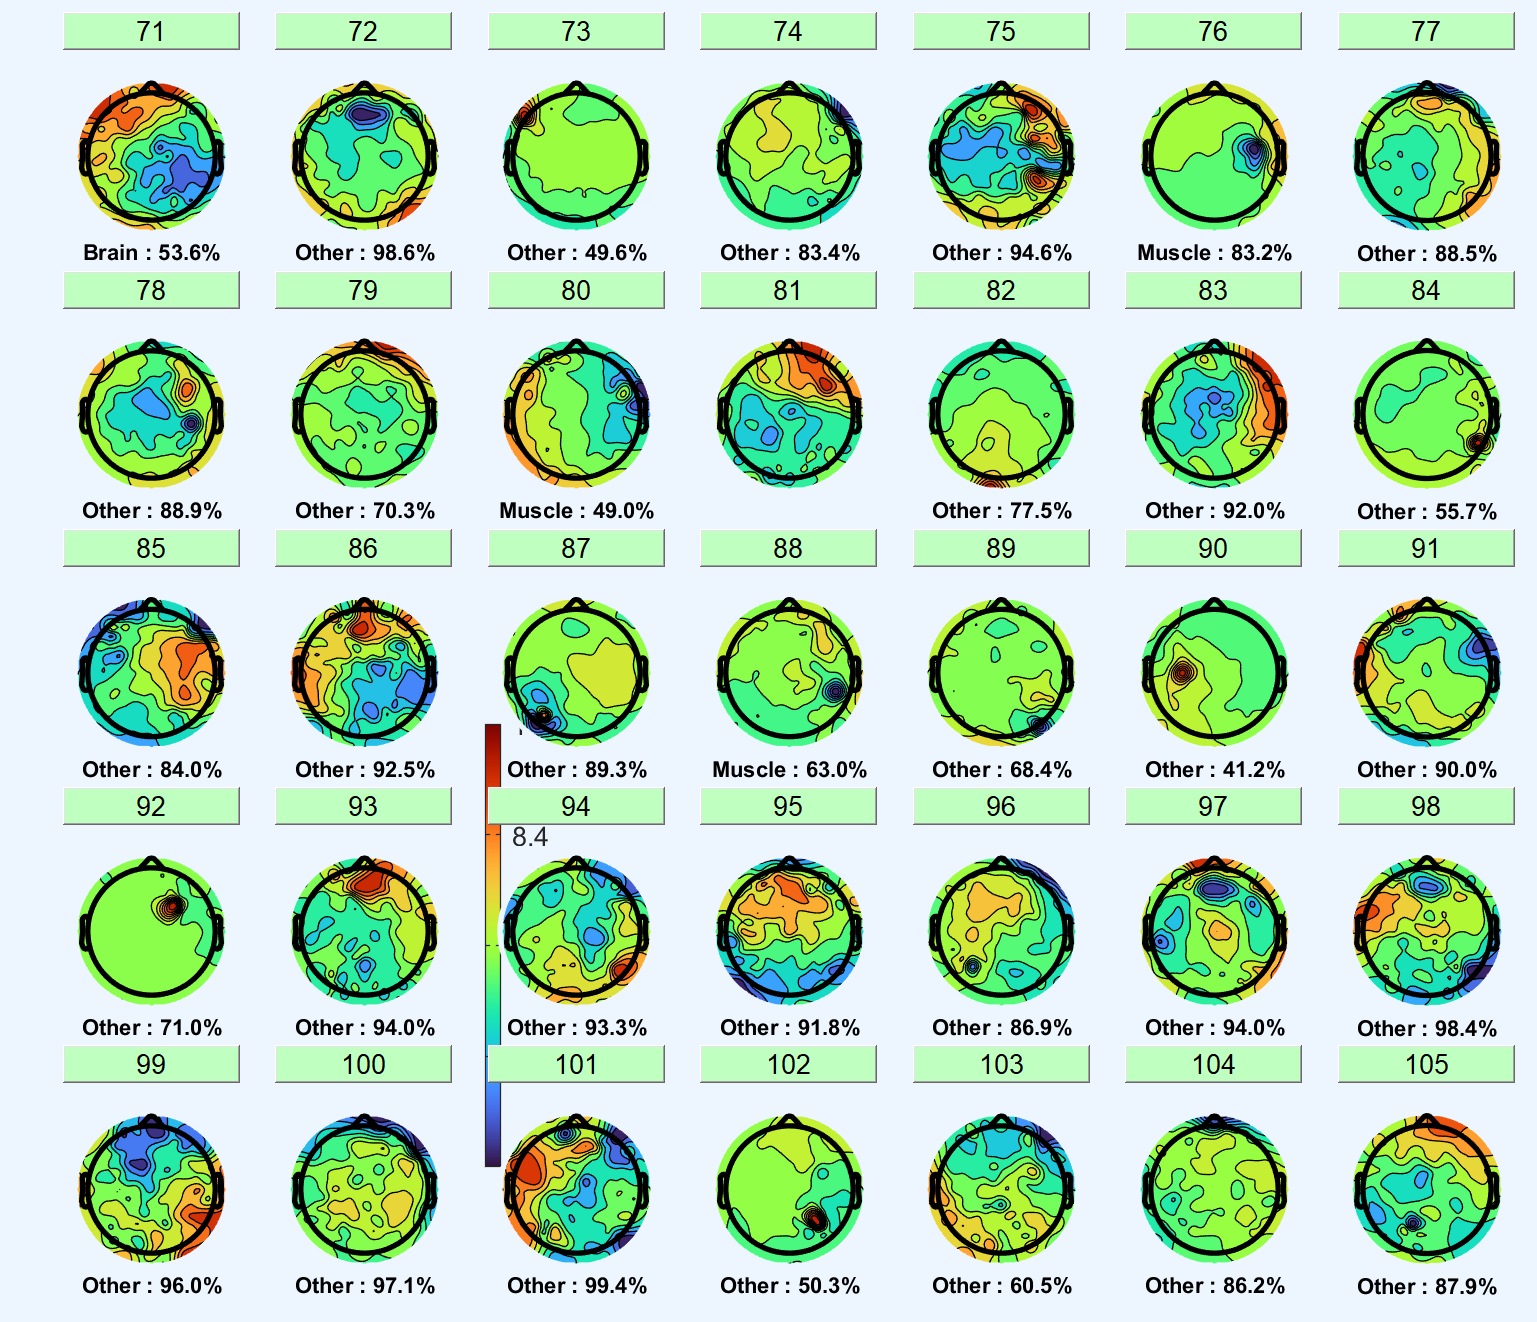 71 72 73 74 75 76 77
Brain : 53.6% Other : 98.6% Other : 49.6% Other : 83.4% Other : 94.6% Muscle : 83.2% Other : 88.5%
78 79 80 81 82 83 84
Other : 88.9% Other : 70.3% Muscle : 49.0% Other : 77.5% Other : 92.0% Other : 55.7%
85 86 87 88 89 90 91
Other : 84.0% Other : 92.5% Other : 89.3% Muscle : 63.0% Other : 68.4% Other : 41.2% Other : 90.0%
92 93 94 95 96 97 98
8.4
Other : 71.0% Other : 94.0% Other : 93.3% Other : 91.8% Other : 86.9% Other : 94.0% Other : 98.4%
99 100 101 102 103 104 105
Other : 96.0% Other : 97.1% Other : 99.4% Other : 50.3% Other : 60.5% Other : 86.2% Other : 87.9%